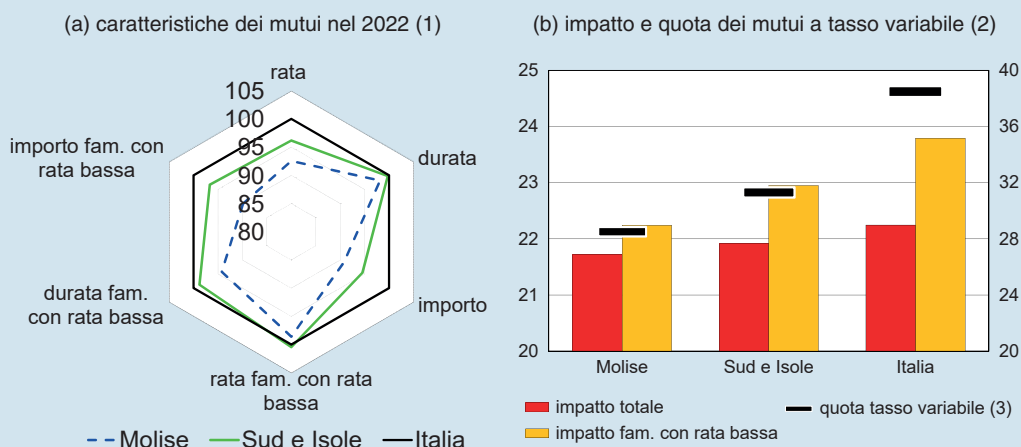 (a) caratteristiche dei mutui nel 2022 (1)
rata
105
100
95
90
85
80
durata
importo
rata fam. con rata
bassa
durata fam.
con rata bassa
importo fam. con
rata bassa
Molise
Sud e Isole
Italia
(b) impatto e quota dei mutui a tasso variabile (2)
25
24
23
22
21
20
40
36
32
28
24
20
Molise
Sud e Isole
Italia
impatto totale
quota tasso variabile (3)
impatto fam. con rata bassa